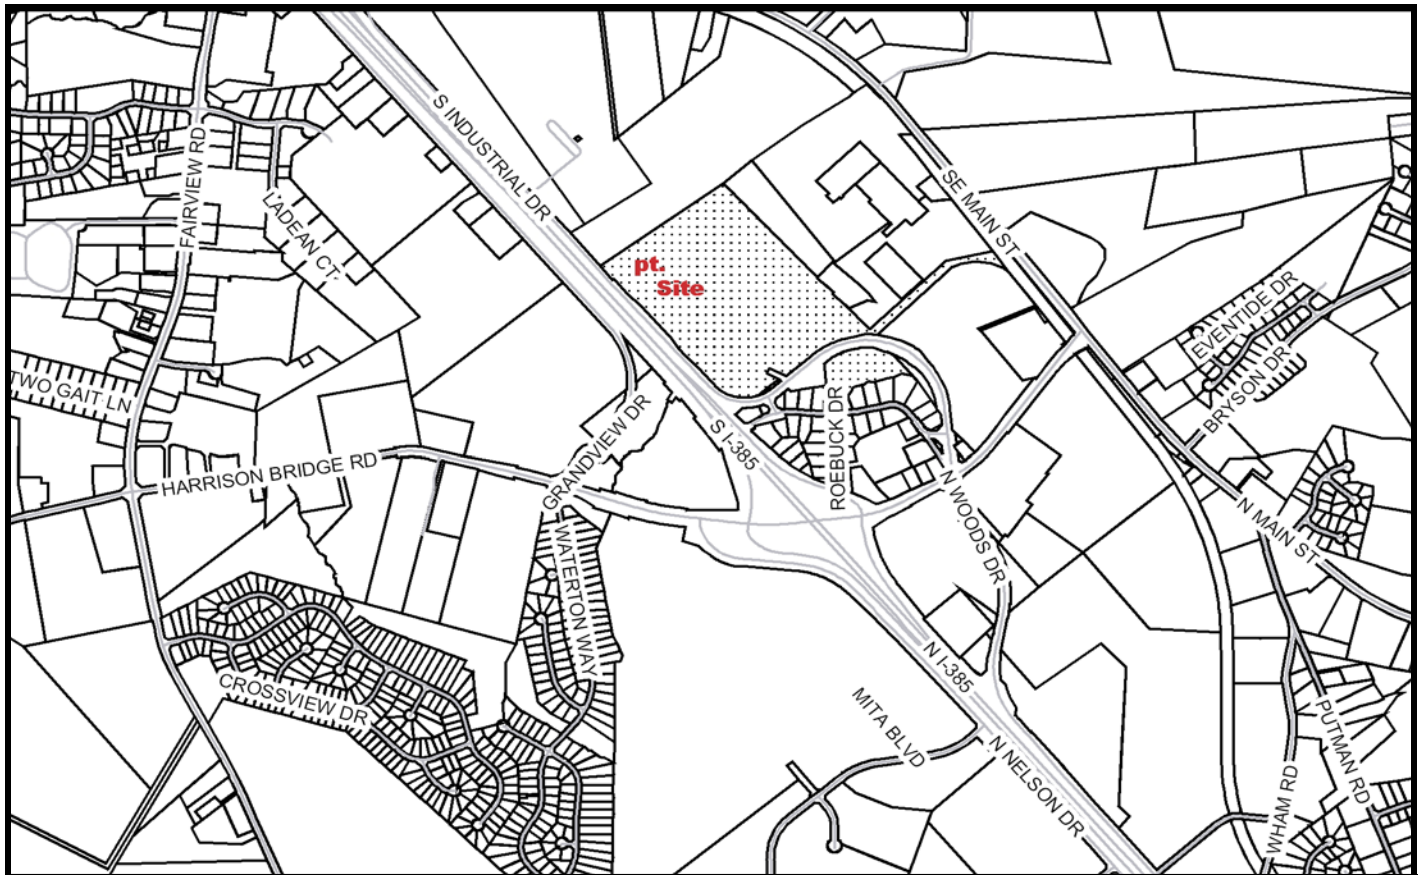 S INDUSTRIAL DR
FAIRVIEW RD
LADEAN CT
SE MAIN ST
pt.
Site
EVENTIDE DR
BRYSON DR
TWO GAIT LN
GRANDVIEW DR
ROEBUCK DR
S I-385
HARRISON BRIDGE RD
N WOODS DR
N MAIN ST
WATERTON WAY
CROSSVIEW DR
N I-385
MITA BLVD
N NELSON DR
PUTMAN RD
WHAM RD